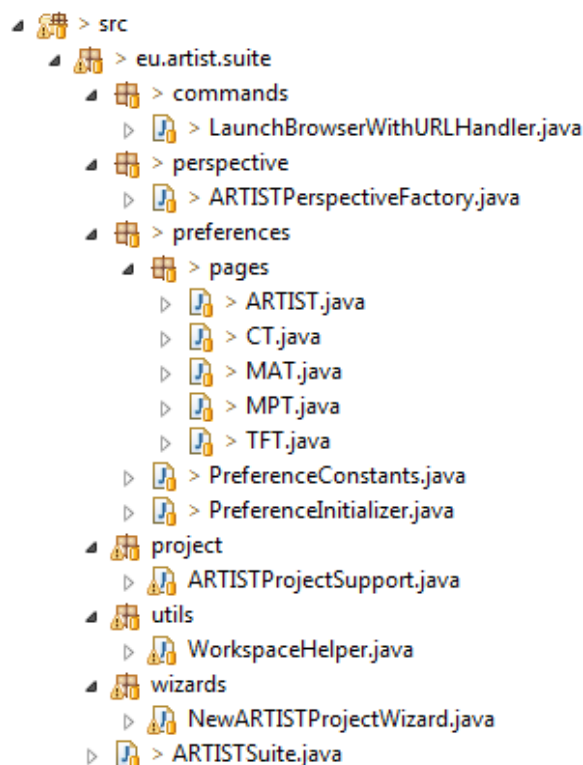 > src
> eu.artist.suite
> commands
> LaunchBrowserWithURLHandler.java
> perspective
> ARTISTPerspectiveFactory.java
> preferences
> pages
> ARTIST.java
> CT.java
> MAT.java
> MPT.java
> TFT.java
> PreferenceConstants.java
> PreferenceInitializer.java
project
ARTISTProjectSupport.java
utils
WorkspaceHelper.java
wizards
NewARTISTProjectWizard.java
> ARTISTSuite.java